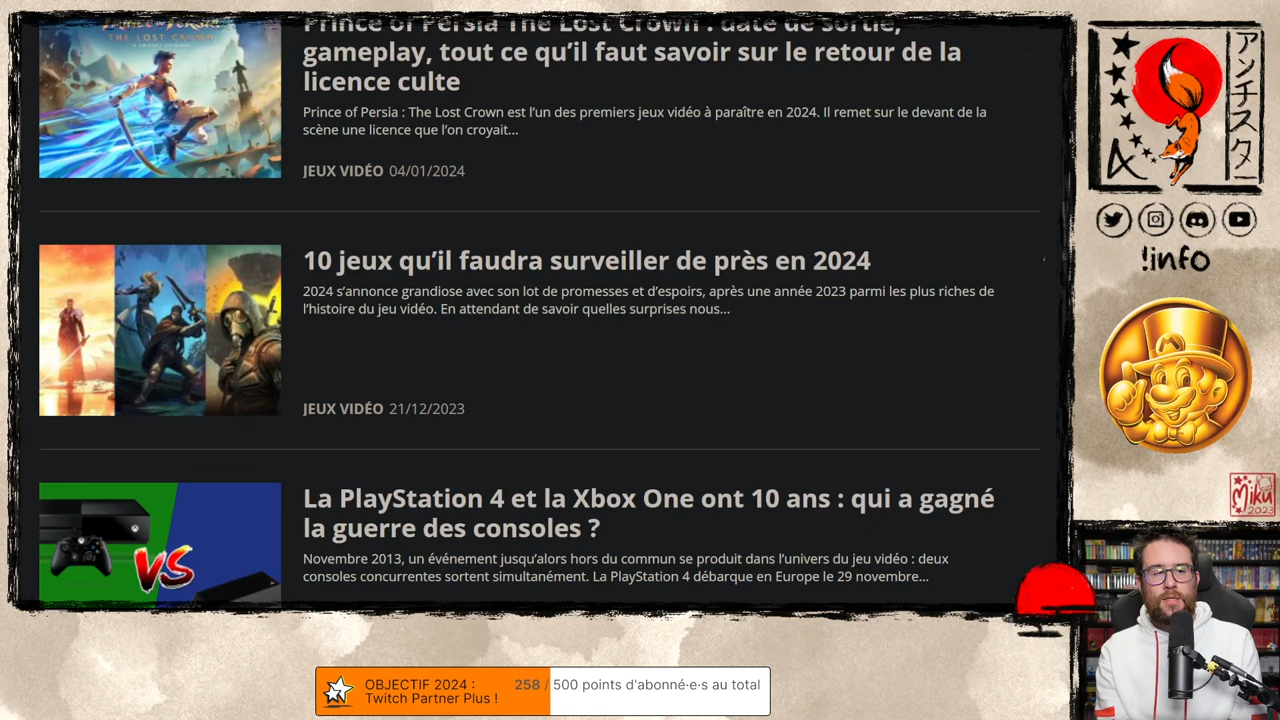 Prince of Persia The Lost Crown : date de sortie,
gameplay, tout ce qu’il faut savoir sur le retour de la
licence culte
Prince of Persia : The Lost Crown est l’un des premiers jeux vidéo à paraître en 2024. Il remet sur le devant de la
scène une licence que l’on croyait...
JEUX VIDÉO 04/01/2024
10 jeux qu’il faudra surveiller de près en 2024
2024 s’annonce grandiose avec son lot de promesses et d’espoirs, après une année 2023 parmi les plus riches de
l’histoire du jeu vidéo. En attendant de savoir quelles surprises nous...
JEUX VIDÉO 21/12/2023
La PlayStation 4 et la Xbox One ont 10 ans : qui a gagné
la guerre des consoles ?
Novembre 2013, un événement jusqu’alors hors du commun se produit dans l’univers du jeu vidéo : deux
consoles concurrentes sortent simultanément. La PlayStation 4 débarque en Europe le 29 novembre...
THE LOST CROWN
VS
アンチスター
!info
M
Miku
2023
OBJECTIF 2024 :
Twitch Partner Plus !
258 / 500 points d'abonné·e·s au total